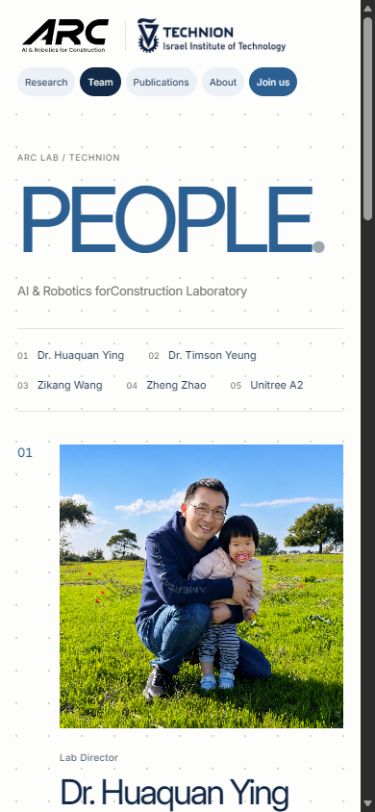 ARC
AI & Robotics for Construction
TECHNION
Israel Institute of Technology
Research
Team
Publications
About
Join us
ARC LAB / TECHNION
PEOPLE.
AI & Robotics forConstruction Laboratory
01 Dr. Huaquan Ying 02 Dr. Timson Yeung
03 Zikang Wang 04 Zheng Zhao 05 Unitree A2
01
Lab Director
Dr. Huaquan Ying